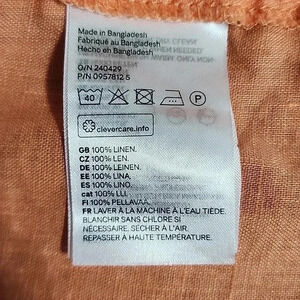 Made in Bangladesh
Fabriqué au Bangladesh
Hecho en Bangladesh
O/N 240429
P/N 0957812 5
40
P
clevercare.info
GB 100% LINEN.
CZ 100% LEN.
DE 100% LEINEN.
EE 100% LINA.
ES 100% LINO.
cat 100% LLI.
FI 100% PELLAVAA.
FR LAVER À LA MACHINE À L'EAU TIÈDE.
BLANCHIR SANS CHLORE SI
NÉCESSAIRE, SÉCHER À L'AIR.
REPASSER À HAUTE TEMPÉRATURE.